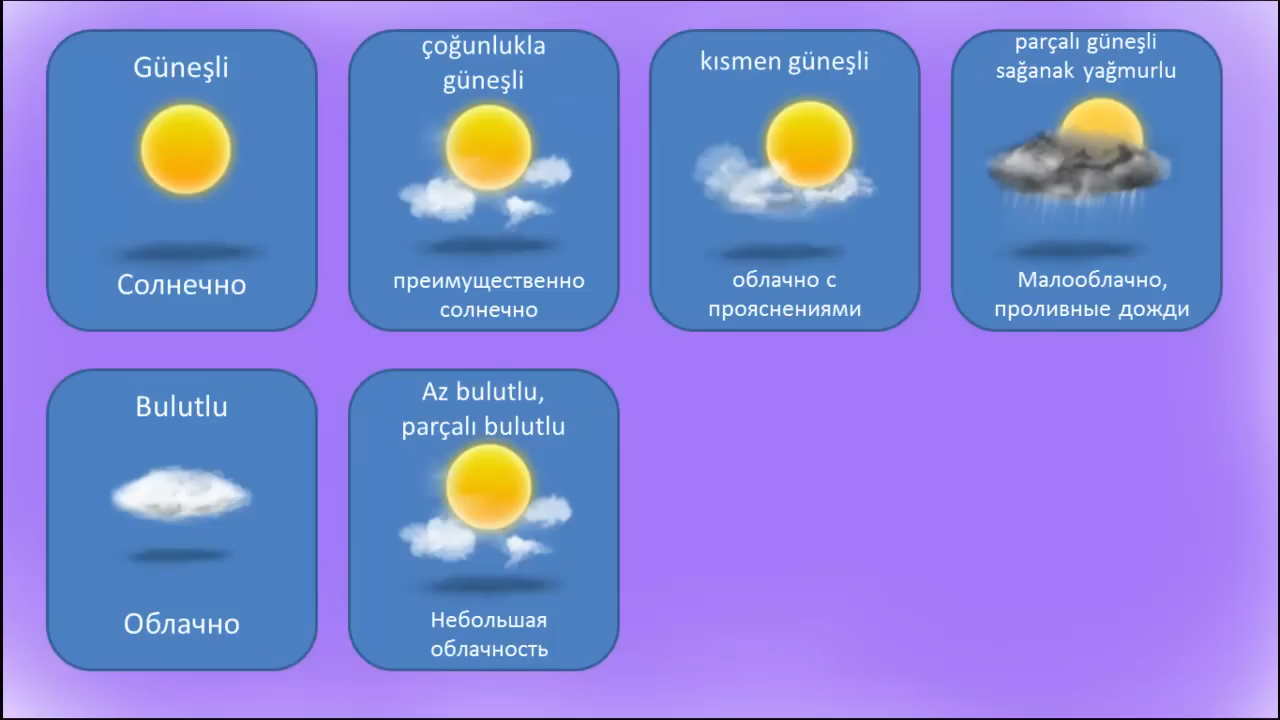 Güneşli
Солнечно
çoğunlukla
güneşli
преимущественно
солнечно
kısmen güneşli
облачно с
прояснениями
parçalı güneşli
sağanak yağmurlu
Малооблачно,
проливные дожди
Bulutlu
Облачно
Az bulutlu,
parçalı bulutlu
Небольшая
облачность